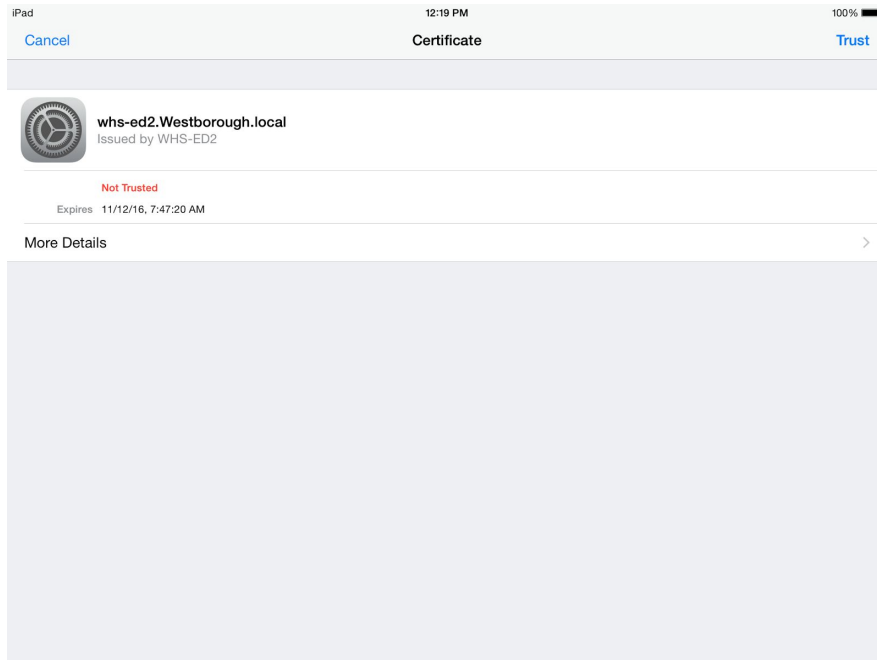 iPad 12:19 PM 100%
Cancel Certificate Trust
whs-ed2.Westborough.local
Issued by WHS-ED2
Not Trusted
Expires 11/12/16, 7:47:20 AM
More Details